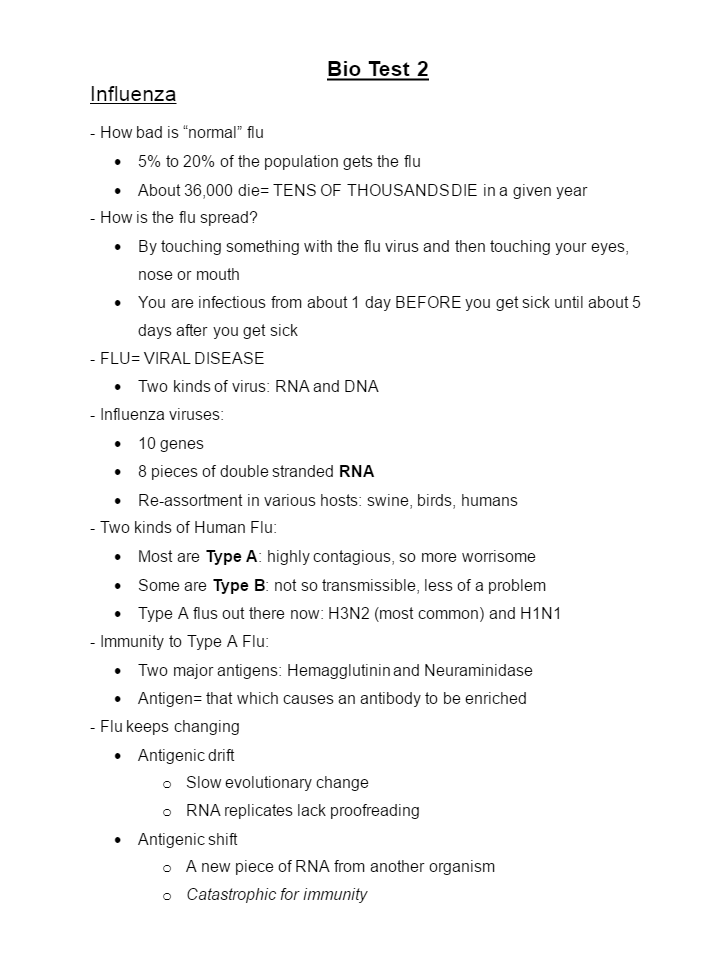 Bio Test 2
Influenza
- How bad is “normal” flu
• 5% to 20% of the population gets the flu
• About 36,000 die= TENS OF THOUSANDS DIE in a given year
- How is the flu spread?
• By touching something with the flu virus and then touching your eyes,
nose or mouth
• You are infectious from about 1 day BEFORE you get sick until about 5
days after you get sick
- FLU= VIRAL DISEASE
• Two kinds of virus: RNA and DNA
- Influenza viruses:
• 10 genes
• 8 pieces of double stranded RNA
• Re-assortment in various hosts: swine, birds, humans
- Two kinds of Human Flu:
• Most are Type A: highly contagious, so more worrisome
• Some are Type B: not so transmissible, less of a problem
• Type A flus out there now: H3N2 (most common) and H1N1
- Immunity to Type A Flu:
• Two major antigens: Hemagglutinin and Neuraminidase
• Antigen= that which causes an antibody to be enriched
- Flu keeps changing
• Antigenic drift
o Slow evolutionary change
o RNA replicates lack proofreading
• Antigenic shift
o A new piece of RNA from another organism
o Catastrophic for immunity